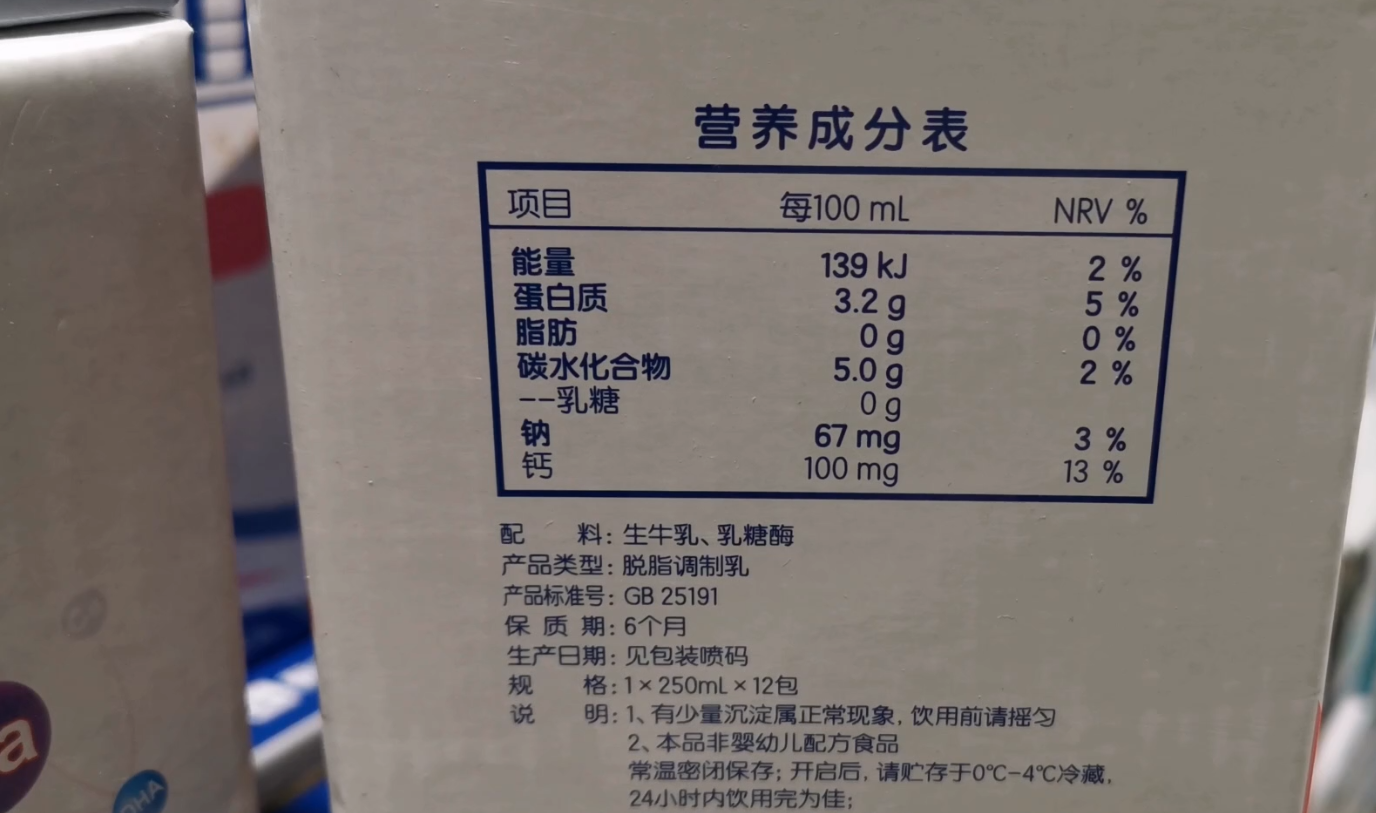 营养成分表
项目 每100 mL NRV %
能量 139 kJ 2 %
蛋白质 3.2 g 5 %
脂肪 0 g 0 %
碳水化合物 5.0 g 2 %
--乳糖 0 g
钠 67 mg 3 %
钙 100 mg 13 %
配 料: 生牛乳、乳糖酶
产品类型: 脱脂调制乳
产品标准号: GB 25191
保 质 期: 6个月
生产日期: 见包装喷码
规 格: 1×250mL×12包
说 明: 1、有少量沉淀属正常现象, 饮用前请摇匀
2、本品非婴幼儿配方食品
常温密闭保存; 开启后, 请贮存于0℃-4℃冷藏,
24小时内饮用完为佳;
a
DHA